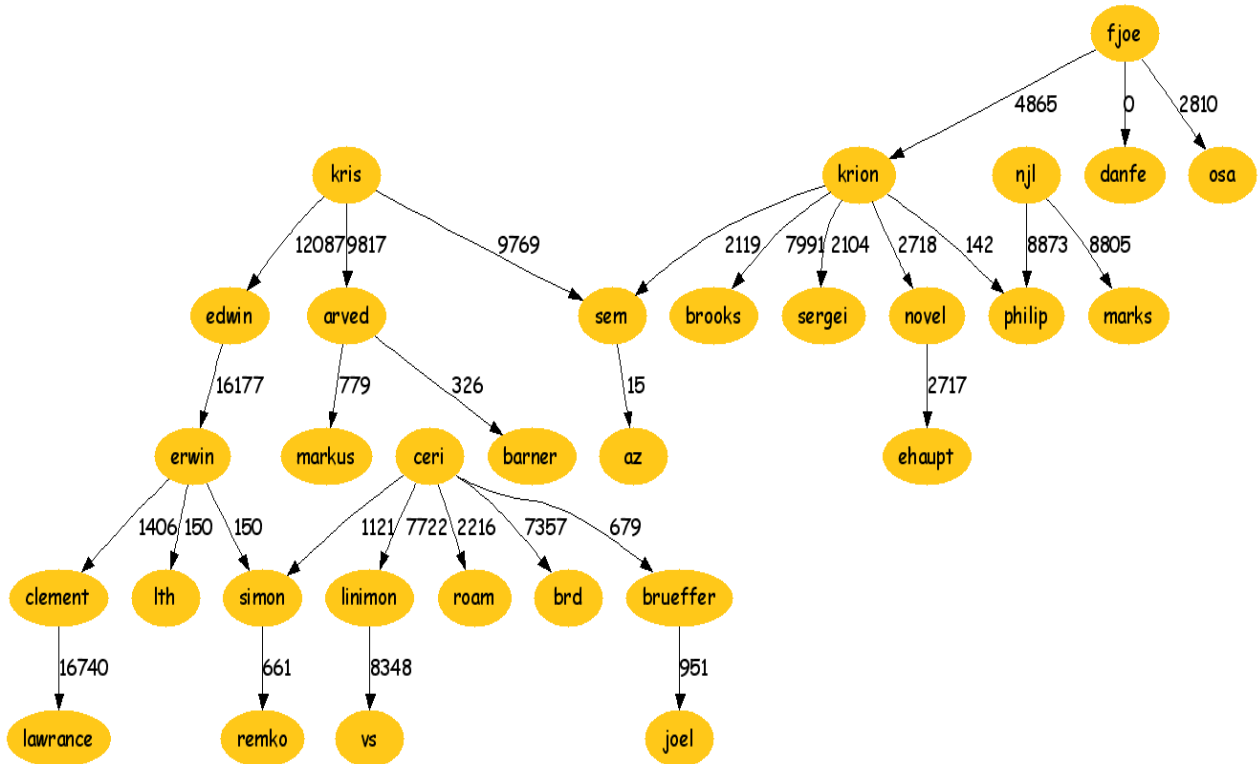 fjoe
4865 0 2810
kris krion njl danfe osa
12087 9817 9769 2119 7991 2104 2718 142 8873 8805
edwin arved sem brooks sergei novel philip marks
16177 779 326 15 2717
erwin markus ceri barner az ehaupt
1406 150 150 1121 7722 2216 7357 679
clement lth simon linimon roam brd brueffer
16740 661 8348 951
lawrance remko vs joel